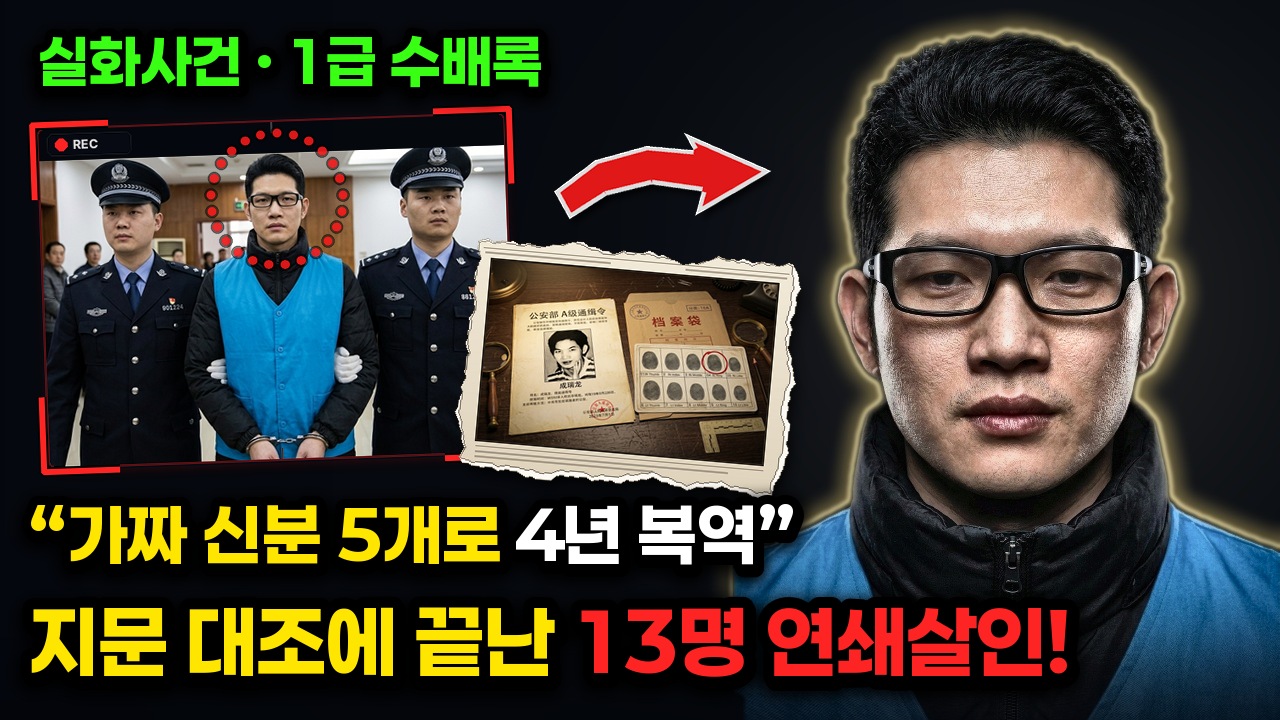 실화사건 · 1급 수배록
REC
901224
公安部 A级通缉令
成瑞龙
档案袋
“가짜 신분 5개로 4년 복역”
지문 대조에 끝난 13명 연쇄살인!